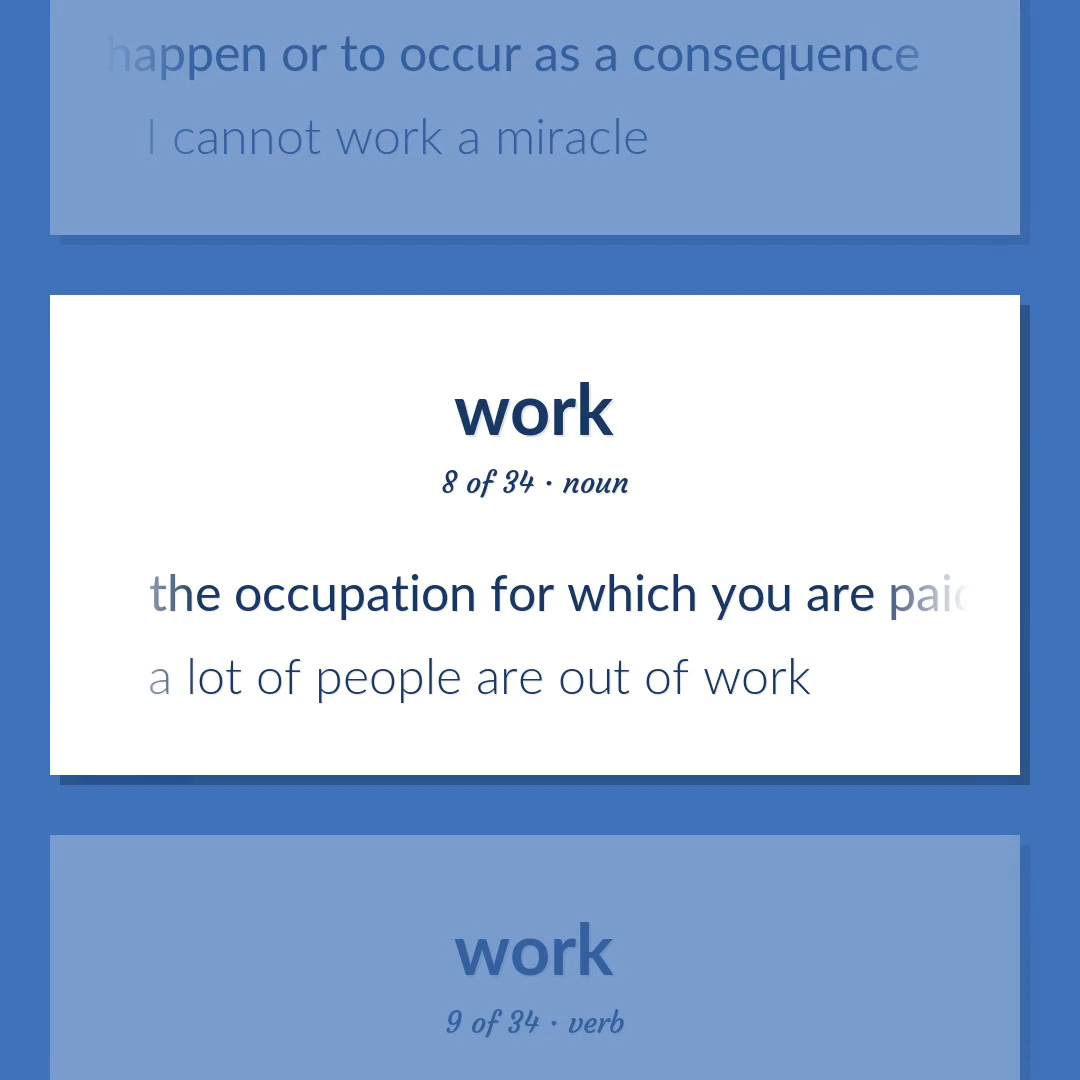 happen or to occur as a consequence
I cannot work a miracle
work
8 of 34 · noun
the occupation for which you are paid
a lot of people are out of work
work
9 of 34 · verb